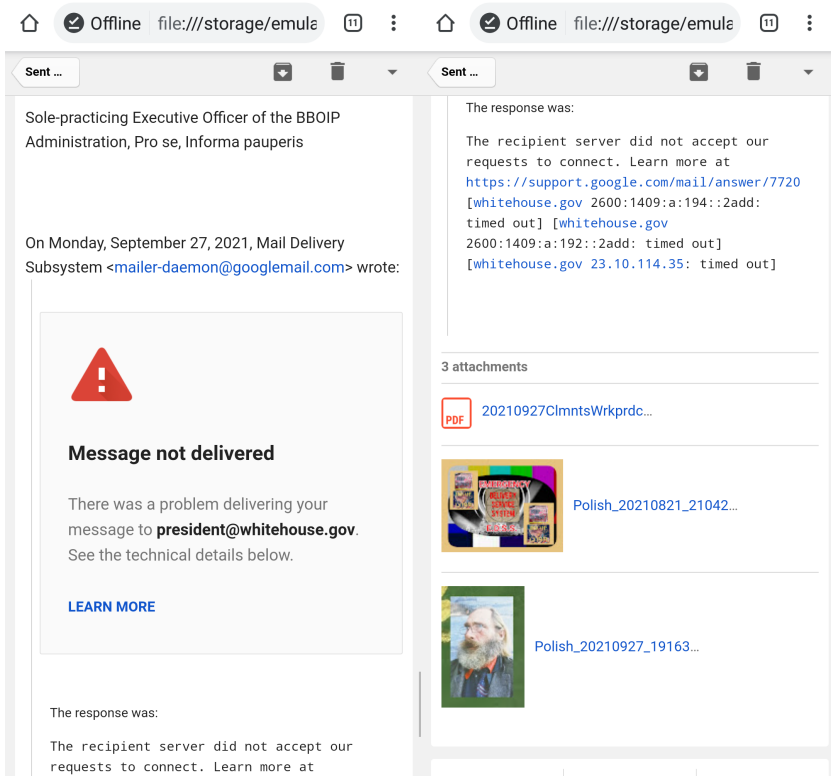 Offline file:///storage/emula 11
Sent ...
Sole-practicing Executive Officer of the BBOIP
Administration, Pro se, Informa pauperis
On Monday, September 27, 2021, Mail Delivery
Subsystem <mailer-daemon@googlemail.com> wrote:
Message not delivered
There was a problem delivering your
message to president@whitehouse.gov.
See the technical details below.
LEARN MORE
The response was:
The recipient server did not accept our
requests to connect. Learn more at
Offline file:///storage/emula 11
Sent ...
The response was:
The recipient server did not accept our
requests to connect. Learn more at
https://support.google.com/mail/answer/7720
[whitehouse.gov 2600:1409:a:194::2add:
timed out] [whitehouse.gov
2600:1409:a:192::2add: timed out]
[whitehouse.gov 23.10.114.35: timed out]
3 attachments
PDF
20210927ClmntsWrkprdc...
EMERGENCY
DELIVERY
SERVICE
SYSTEM
Polish_20210821_21042...
Polish_20210927_19163...